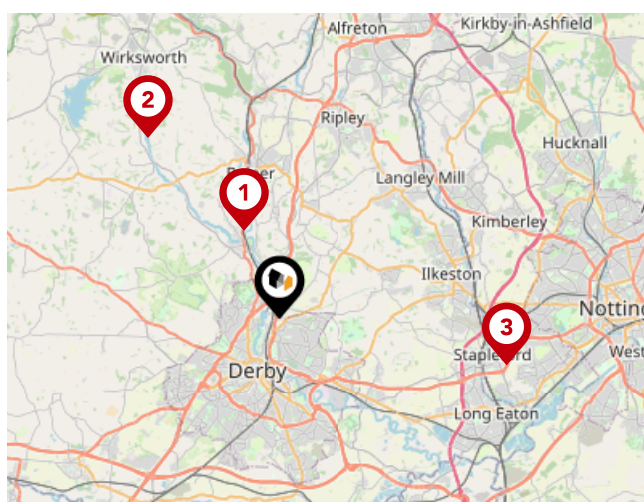 Kirkby-in-Ashfield
Alfreton
Wirksworth
2
Ripley
Hucknall
Langley Mill
1
Kimberley
Ilkeston
Notting
3
Stapleford
West
Derby
Long Eaton